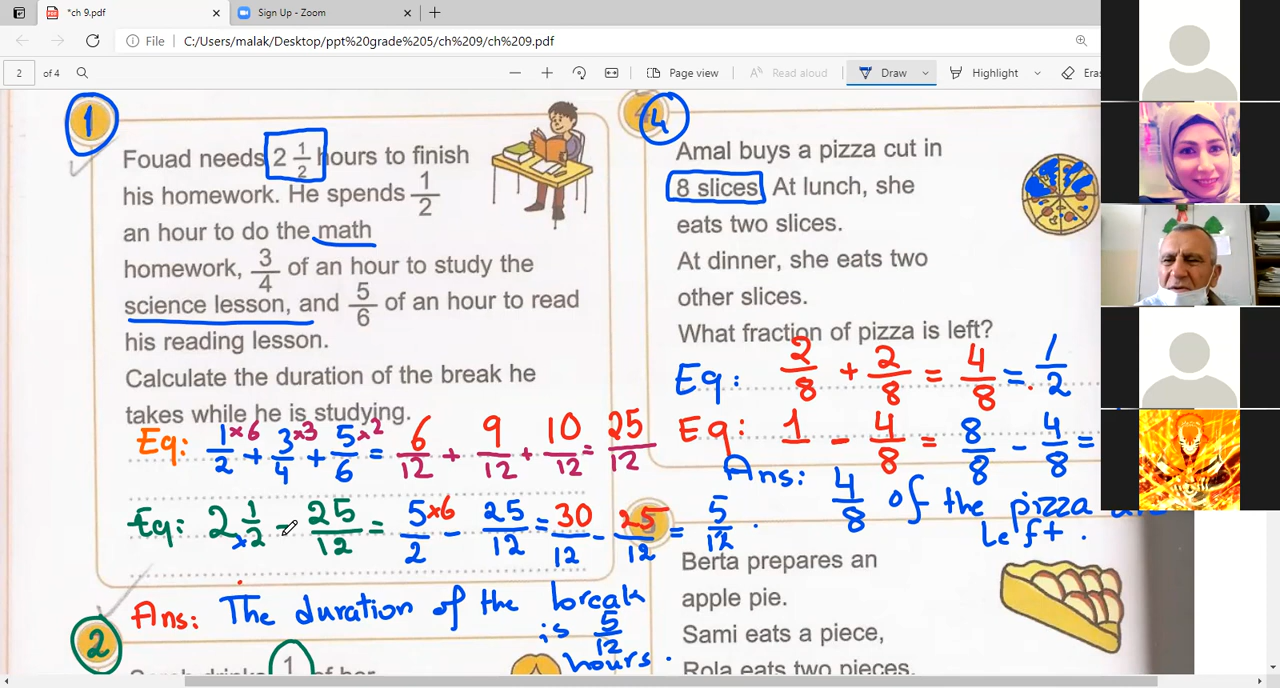 *ch 9.pdf
Sign Up - Zoom
File
C:/Users/malak/Desktop/ppt%20grade%205/ch%209/ch%209.pdf
2 of 4
Page view
Read aloud
Draw
Highlight
1
Fouad needs 2 1/2 hours to finish
his homework. He spends 1/2
an hour to do the math
homework, 3/4 of an hour to study the
science lesson, and 5/6 of an hour to read
his reading lesson.
Calculate the duration of the break he
takes while he is studying.
Eq: 1/2 ×6 + 3/4 ×3 + 5/6 ×2 = 6/12 + 9/12 + 10/12 = 25/12
Eq: 2 1/2 ×2 - 25/12 = 5/2 ×6 - 25/12 = 30/12 - 25/12 = 5/12 .
Ans: The duration of the break
is 5/12
hours.
2
4
Amal buys a pizza cut in
8 slices. At lunch, she
eats two slices.
At dinner, she eats two
other slices.
What fraction of pizza is left?
Eq: 2/8 + 2/8 = 4/8 = 1/2
Eq: 1 - 4/8 = 8/8 - 4/8 =
Ans: 4/8 of the pizza are
left.
Berta prepares an
apple pie.
Sami eats a piece,
Rola eats two pieces.